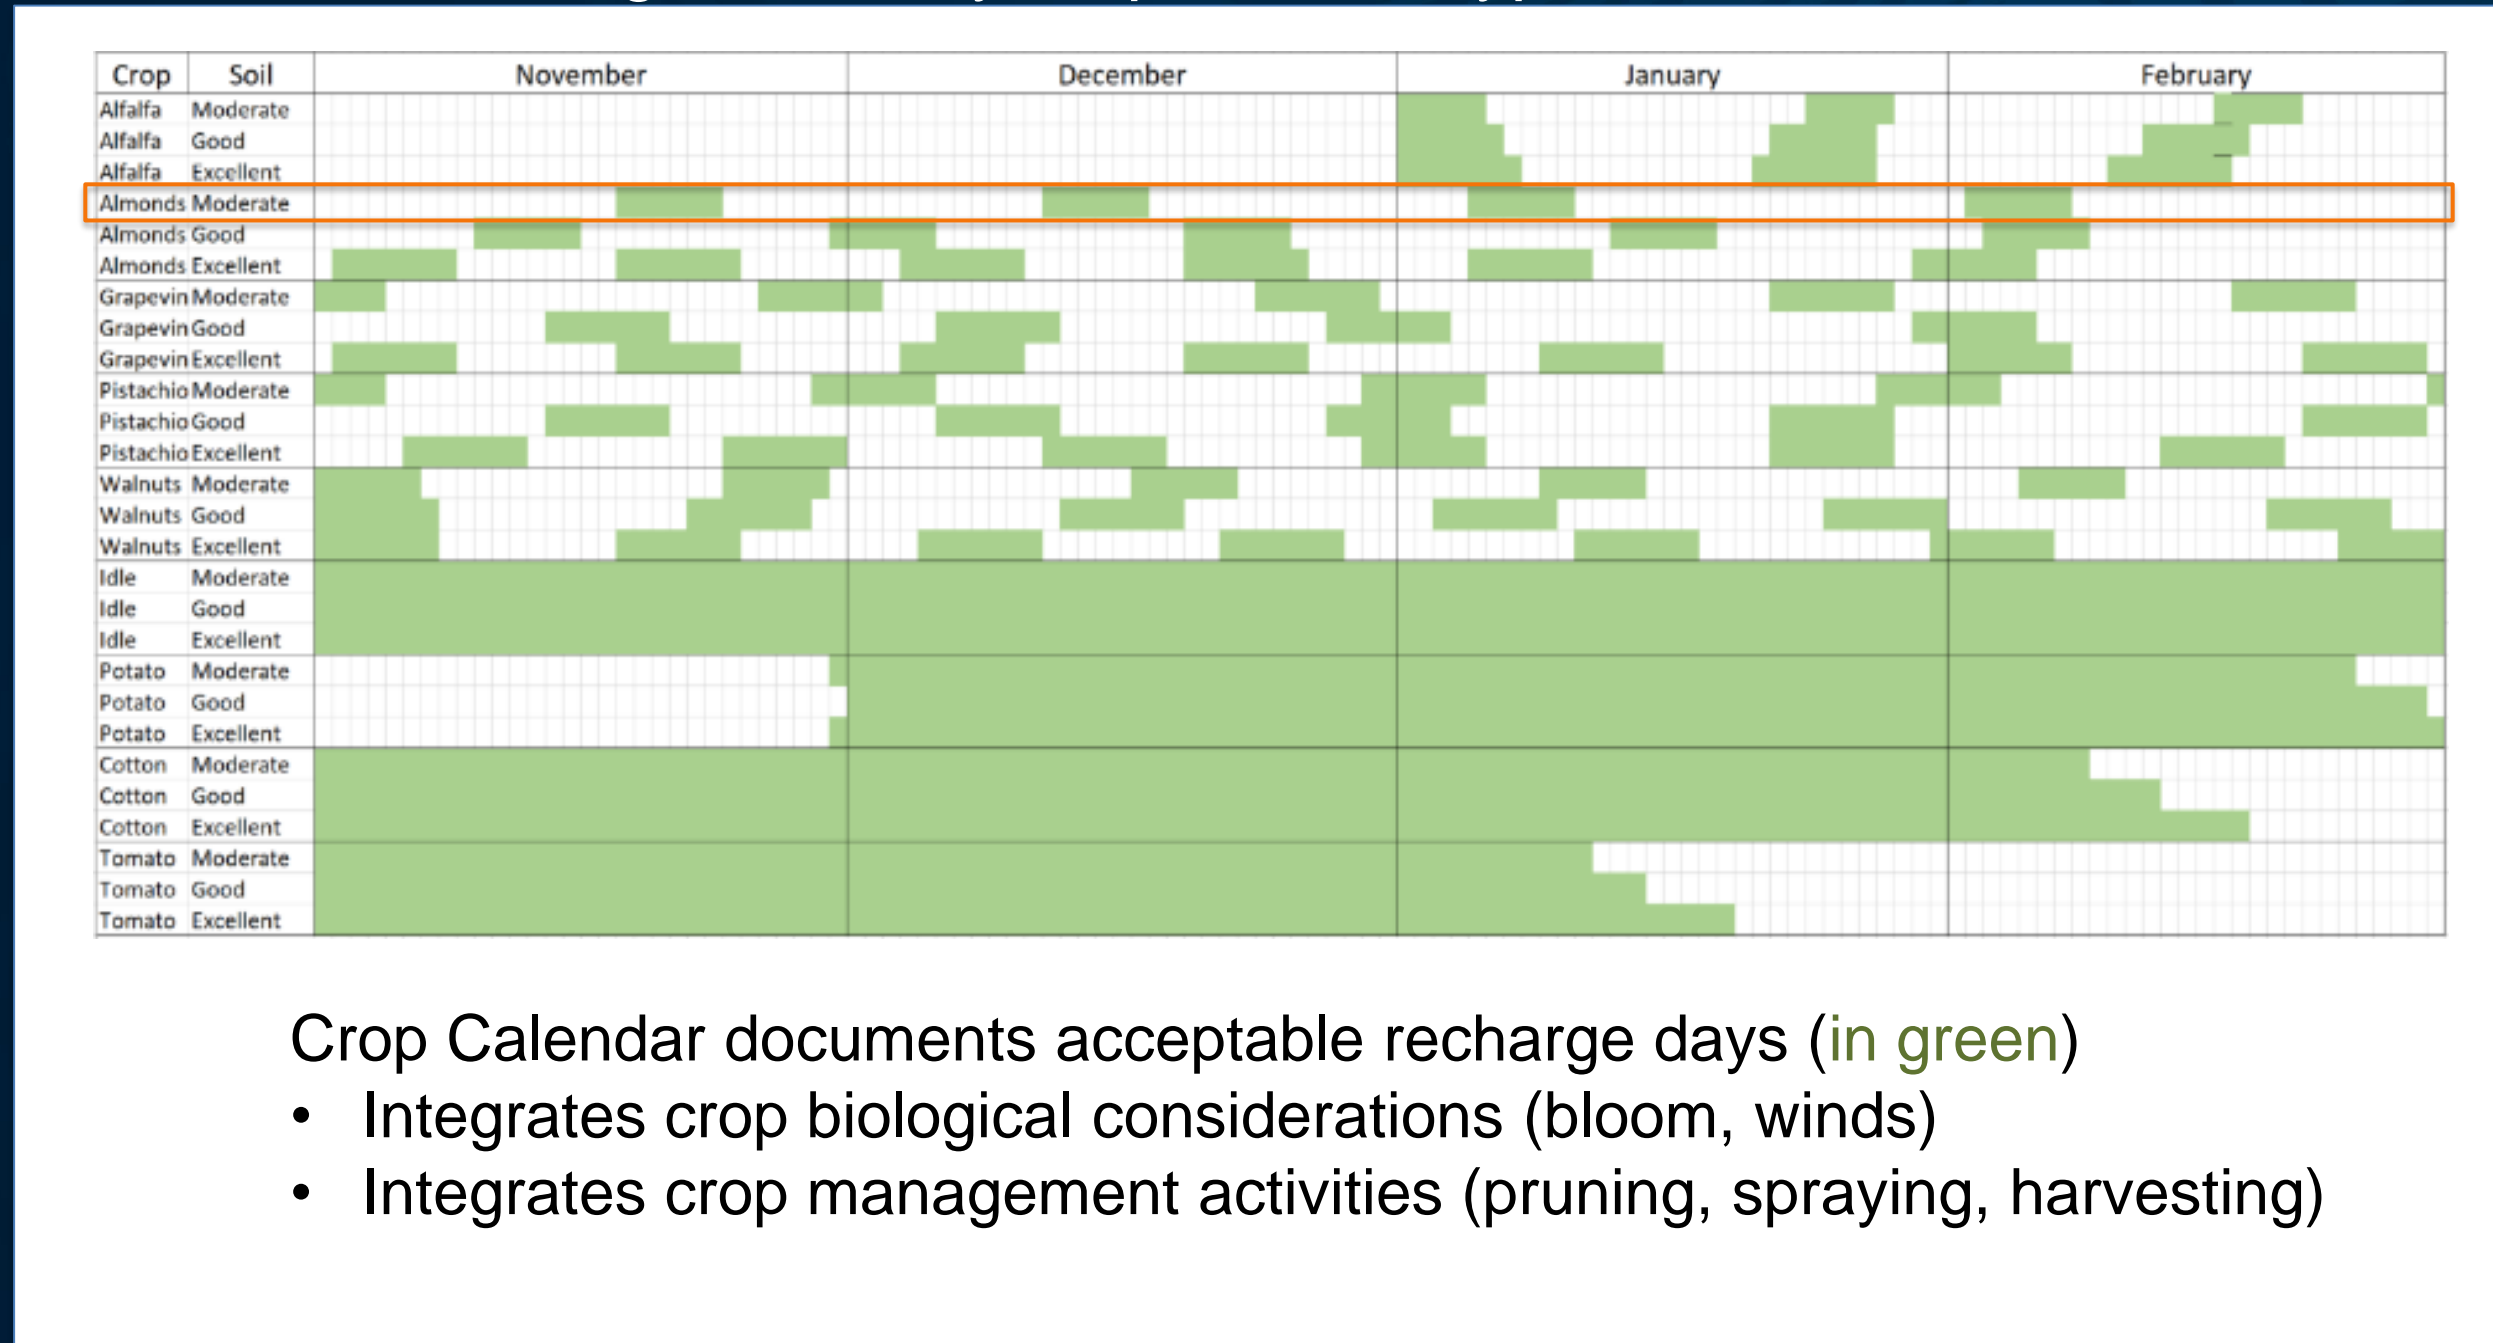 Crop Soil November December January February
Alfalfa Moderate
Alfalfa Good
Alfalfa Excellent
Almonds Moderate
Almonds Good
Almonds Excellent
Grapevin Moderate
Grapevin Good
Grapevin Excellent
Pistachio Moderate
Pistachio Good
Pistachio Excellent
Walnuts Moderate
Walnuts Good
Walnuts Excellent
Idle Moderate
Idle Good
Idle Excellent
Potato Moderate
Potato Good
Potato Excellent
Cotton Moderate
Cotton Good
Cotton Excellent
Tomato Moderate
Tomato Good
Tomato Excellent
Crop Calendar documents acceptable recharge days (in green)
• Integrates crop biological considerations (bloom, winds)
• Integrates crop management activities (pruning, spraying, harvesting)